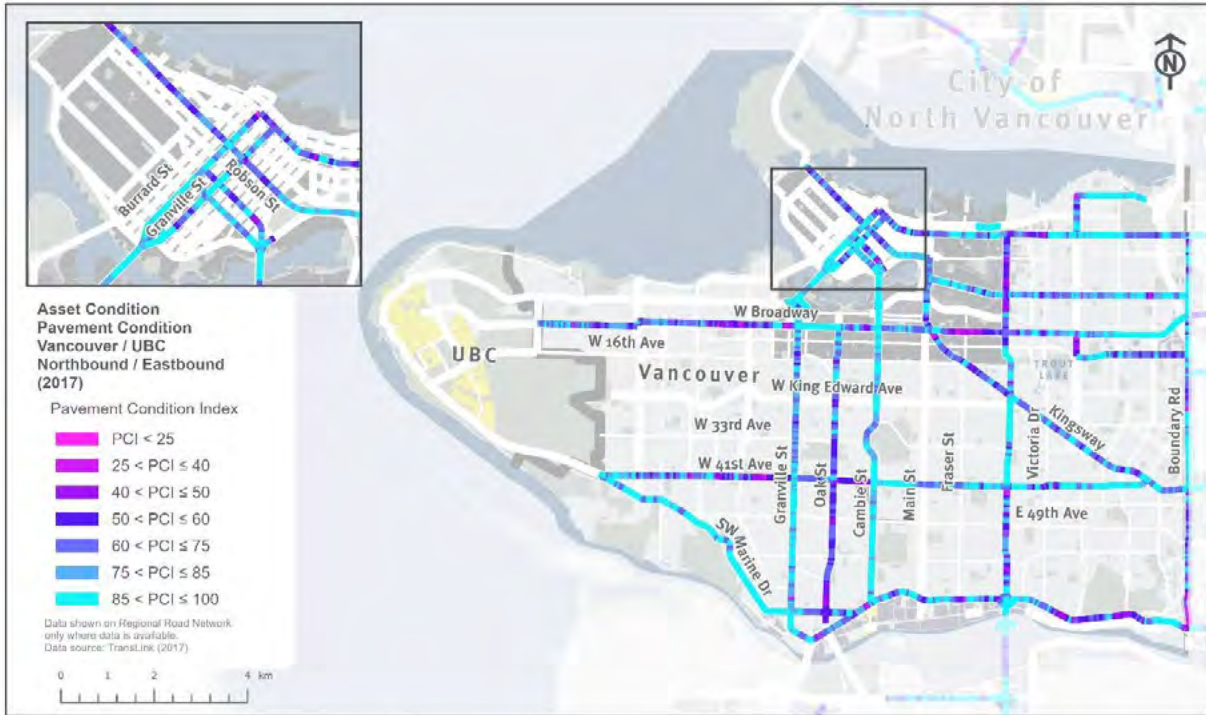 Burrard St
Granville St
Robson St
City of
North Vancouver
N
Asset Condition
Pavement Condition
Vancouver / UBC
Northbound / Eastbound
(2017)
Pavement Condition Index
PCI < 25
25 < PCI ≤ 40
40 < PCI ≤ 50
50 < PCI ≤ 60
60 < PCI ≤ 75
75 < PCI ≤ 85
85 < PCI ≤ 100
Data shown on Regional Road Network
only where data is available.
Data source: TransLink (2017)
0 1 2 4 km
UBC
W Broadway
W 16th Ave
Vancouver
W King Edward Ave
W 33rd Ave
W 41st Ave
TROUT
LAKE
Kingsway
Granville St
Oak St
Cambie St
Main St
Fraser St
Victoria Dr
Boundary Rd
E 49th Ave
SW Marine Dr